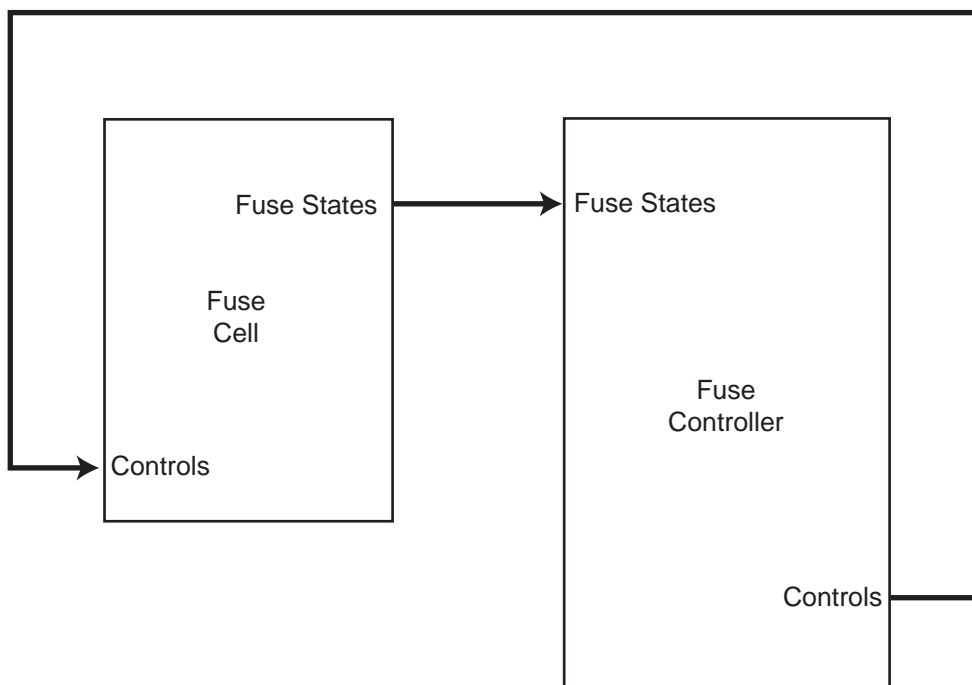 Fuse States
Fuse
Cell
Controls
Fuse States
Fuse
Controller
Controls